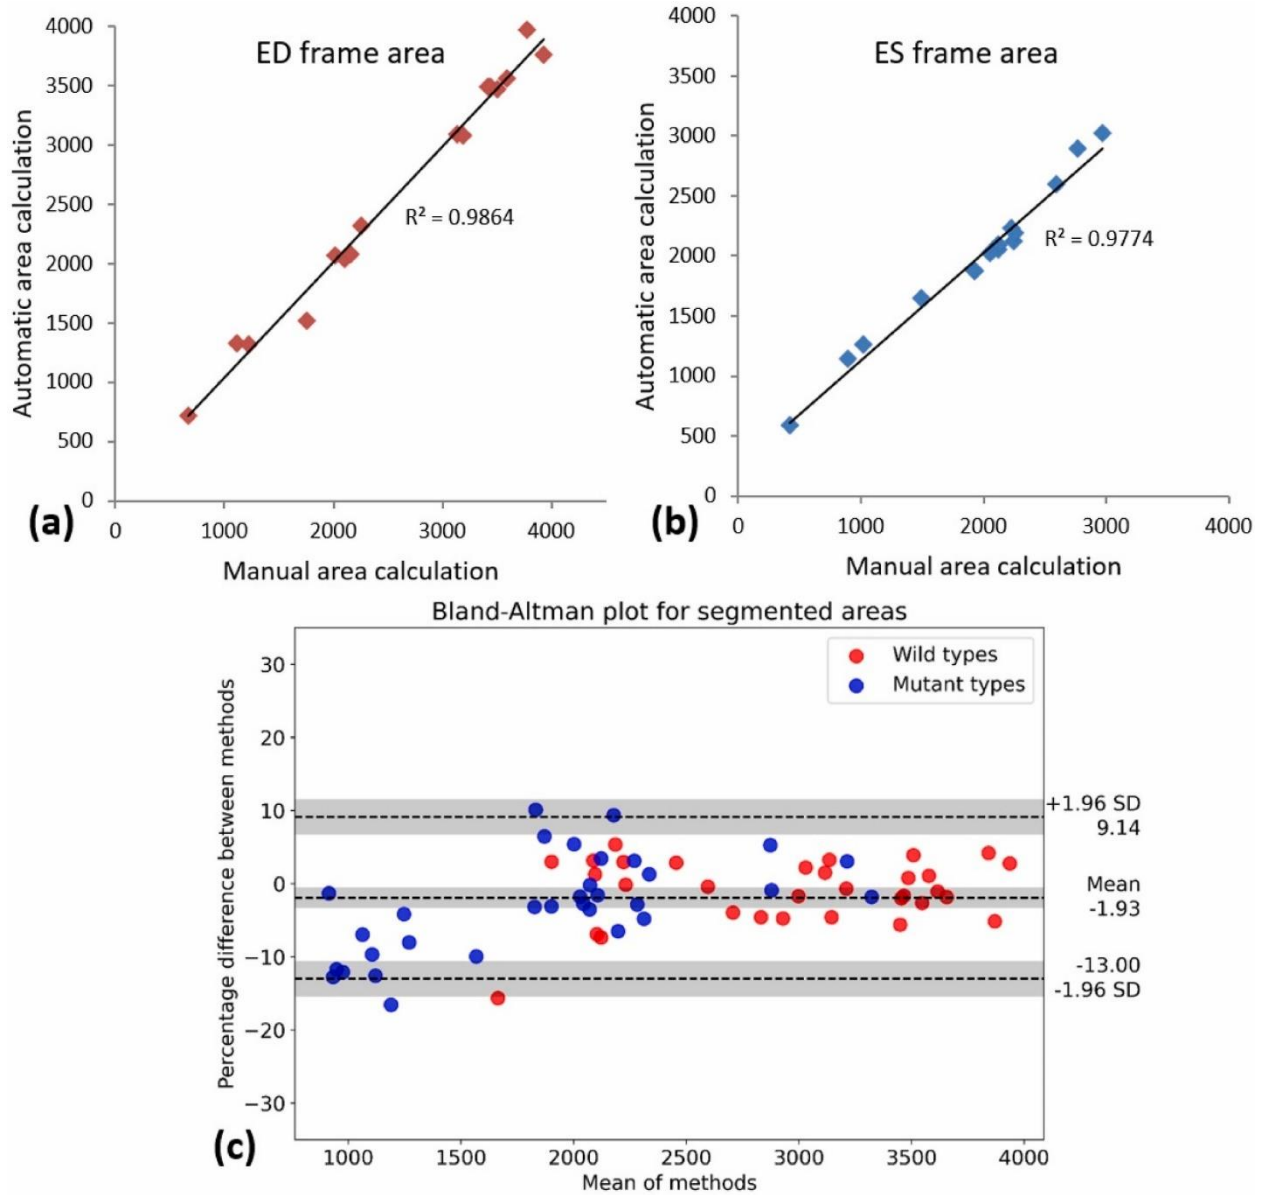 ED frame area
Automatic area calculation
4000
3500
3000
2500
2000
1500
1000
500
0
R² = 0.9864
0 1000 2000 3000 4000
(a)
Manual area calculation
ES frame area
Automatic area calculation
4000
3500
3000
2500
2000
1500
1000
500
0
R² = 0.9774
0 1000 2000 3000 4000
(b)
Manual area calculation
Bland-Altman plot for segmented areas
Wild types
Mutant types
Percentage difference between methods
30
20
10
0
−10
−20
−30
+1.96 SD
9.14
Mean
-1.93
-13.00
-1.96 SD
(c)
1000 1500 2000 2500 3000 3500 4000
Mean of methods